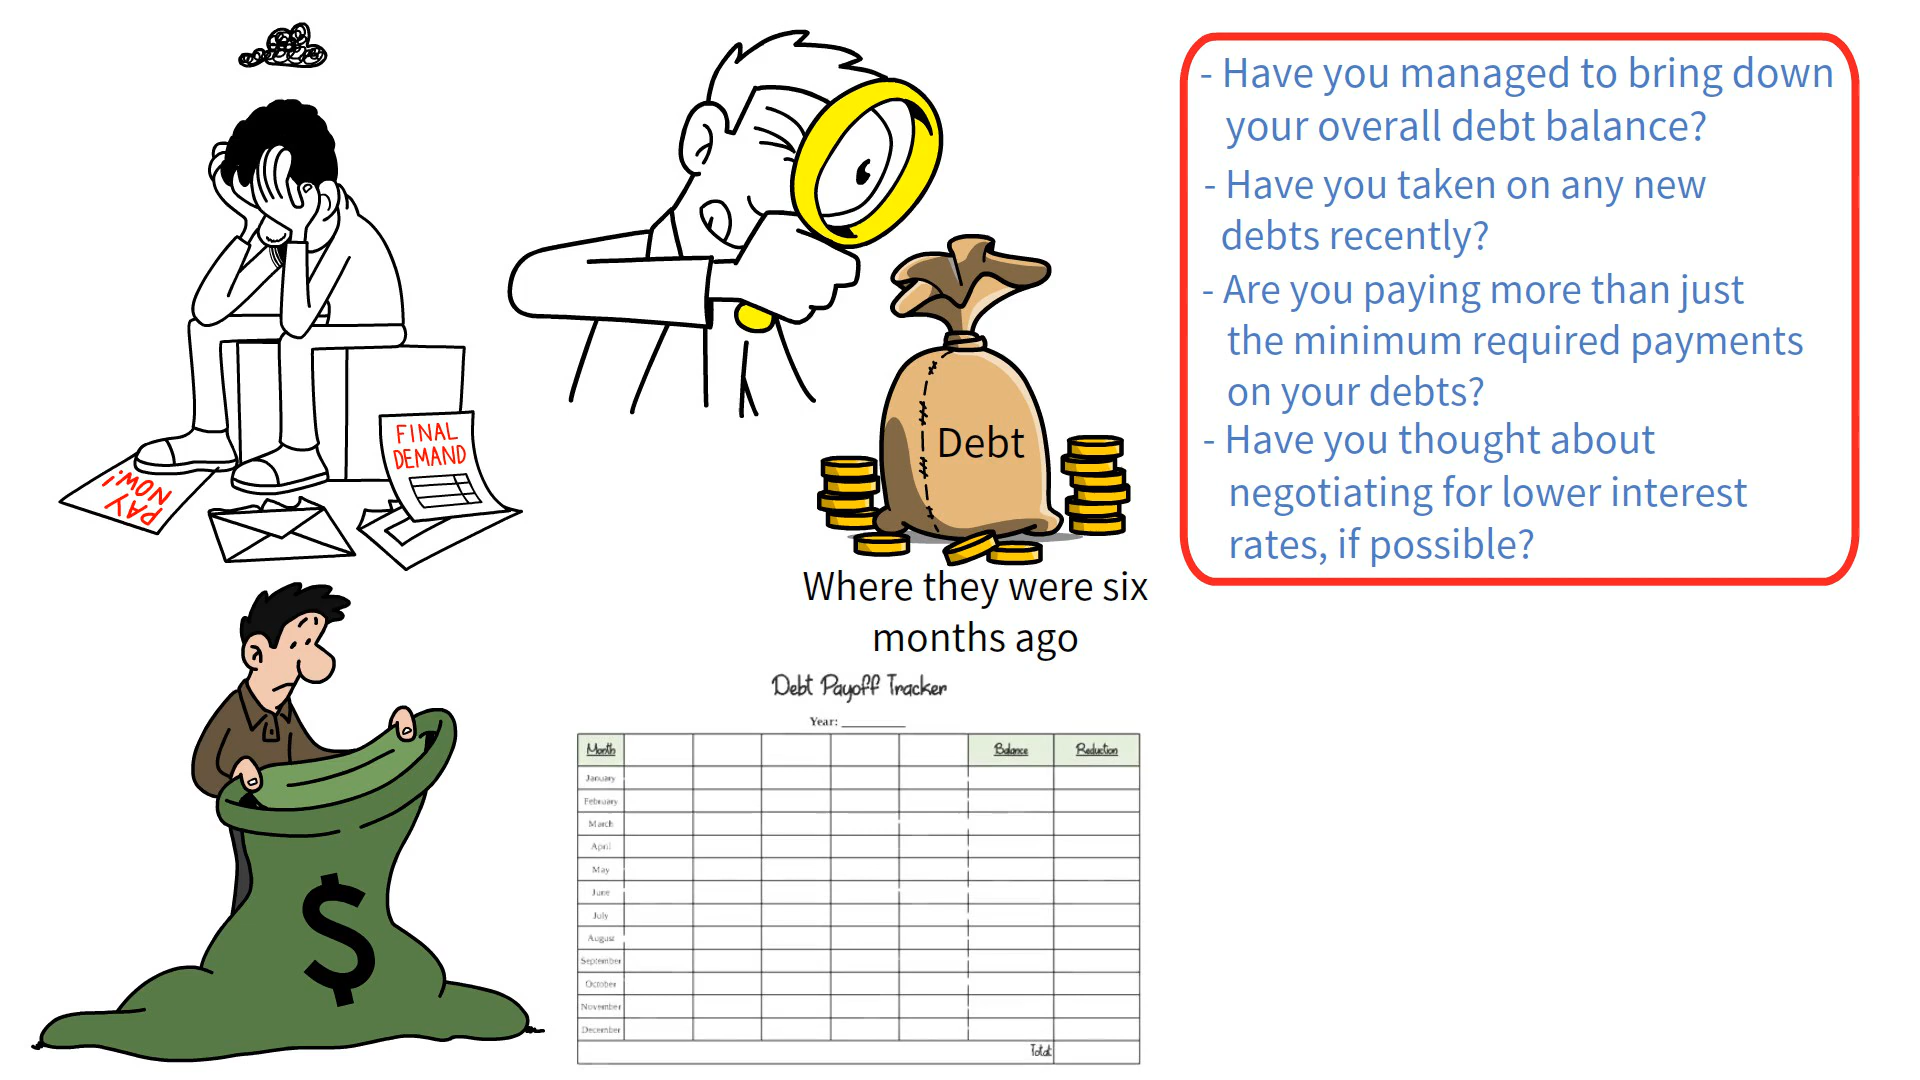 PAY
NOW!
FINAL
DEMAND
$
Debt
Where they were six
months ago
- Have you managed to bring down
your overall debt balance?
- Have you taken on any new
debts recently?
- Are you paying more than just
the minimum required payments
on your debts?
- Have you thought about
negotiating for lower interest
rates, if possible?
Debt Payoff Tracker
Year: __________
Month Balance Reduction
January
February
March
April
May
June
July
August
September
October
November
December
Total